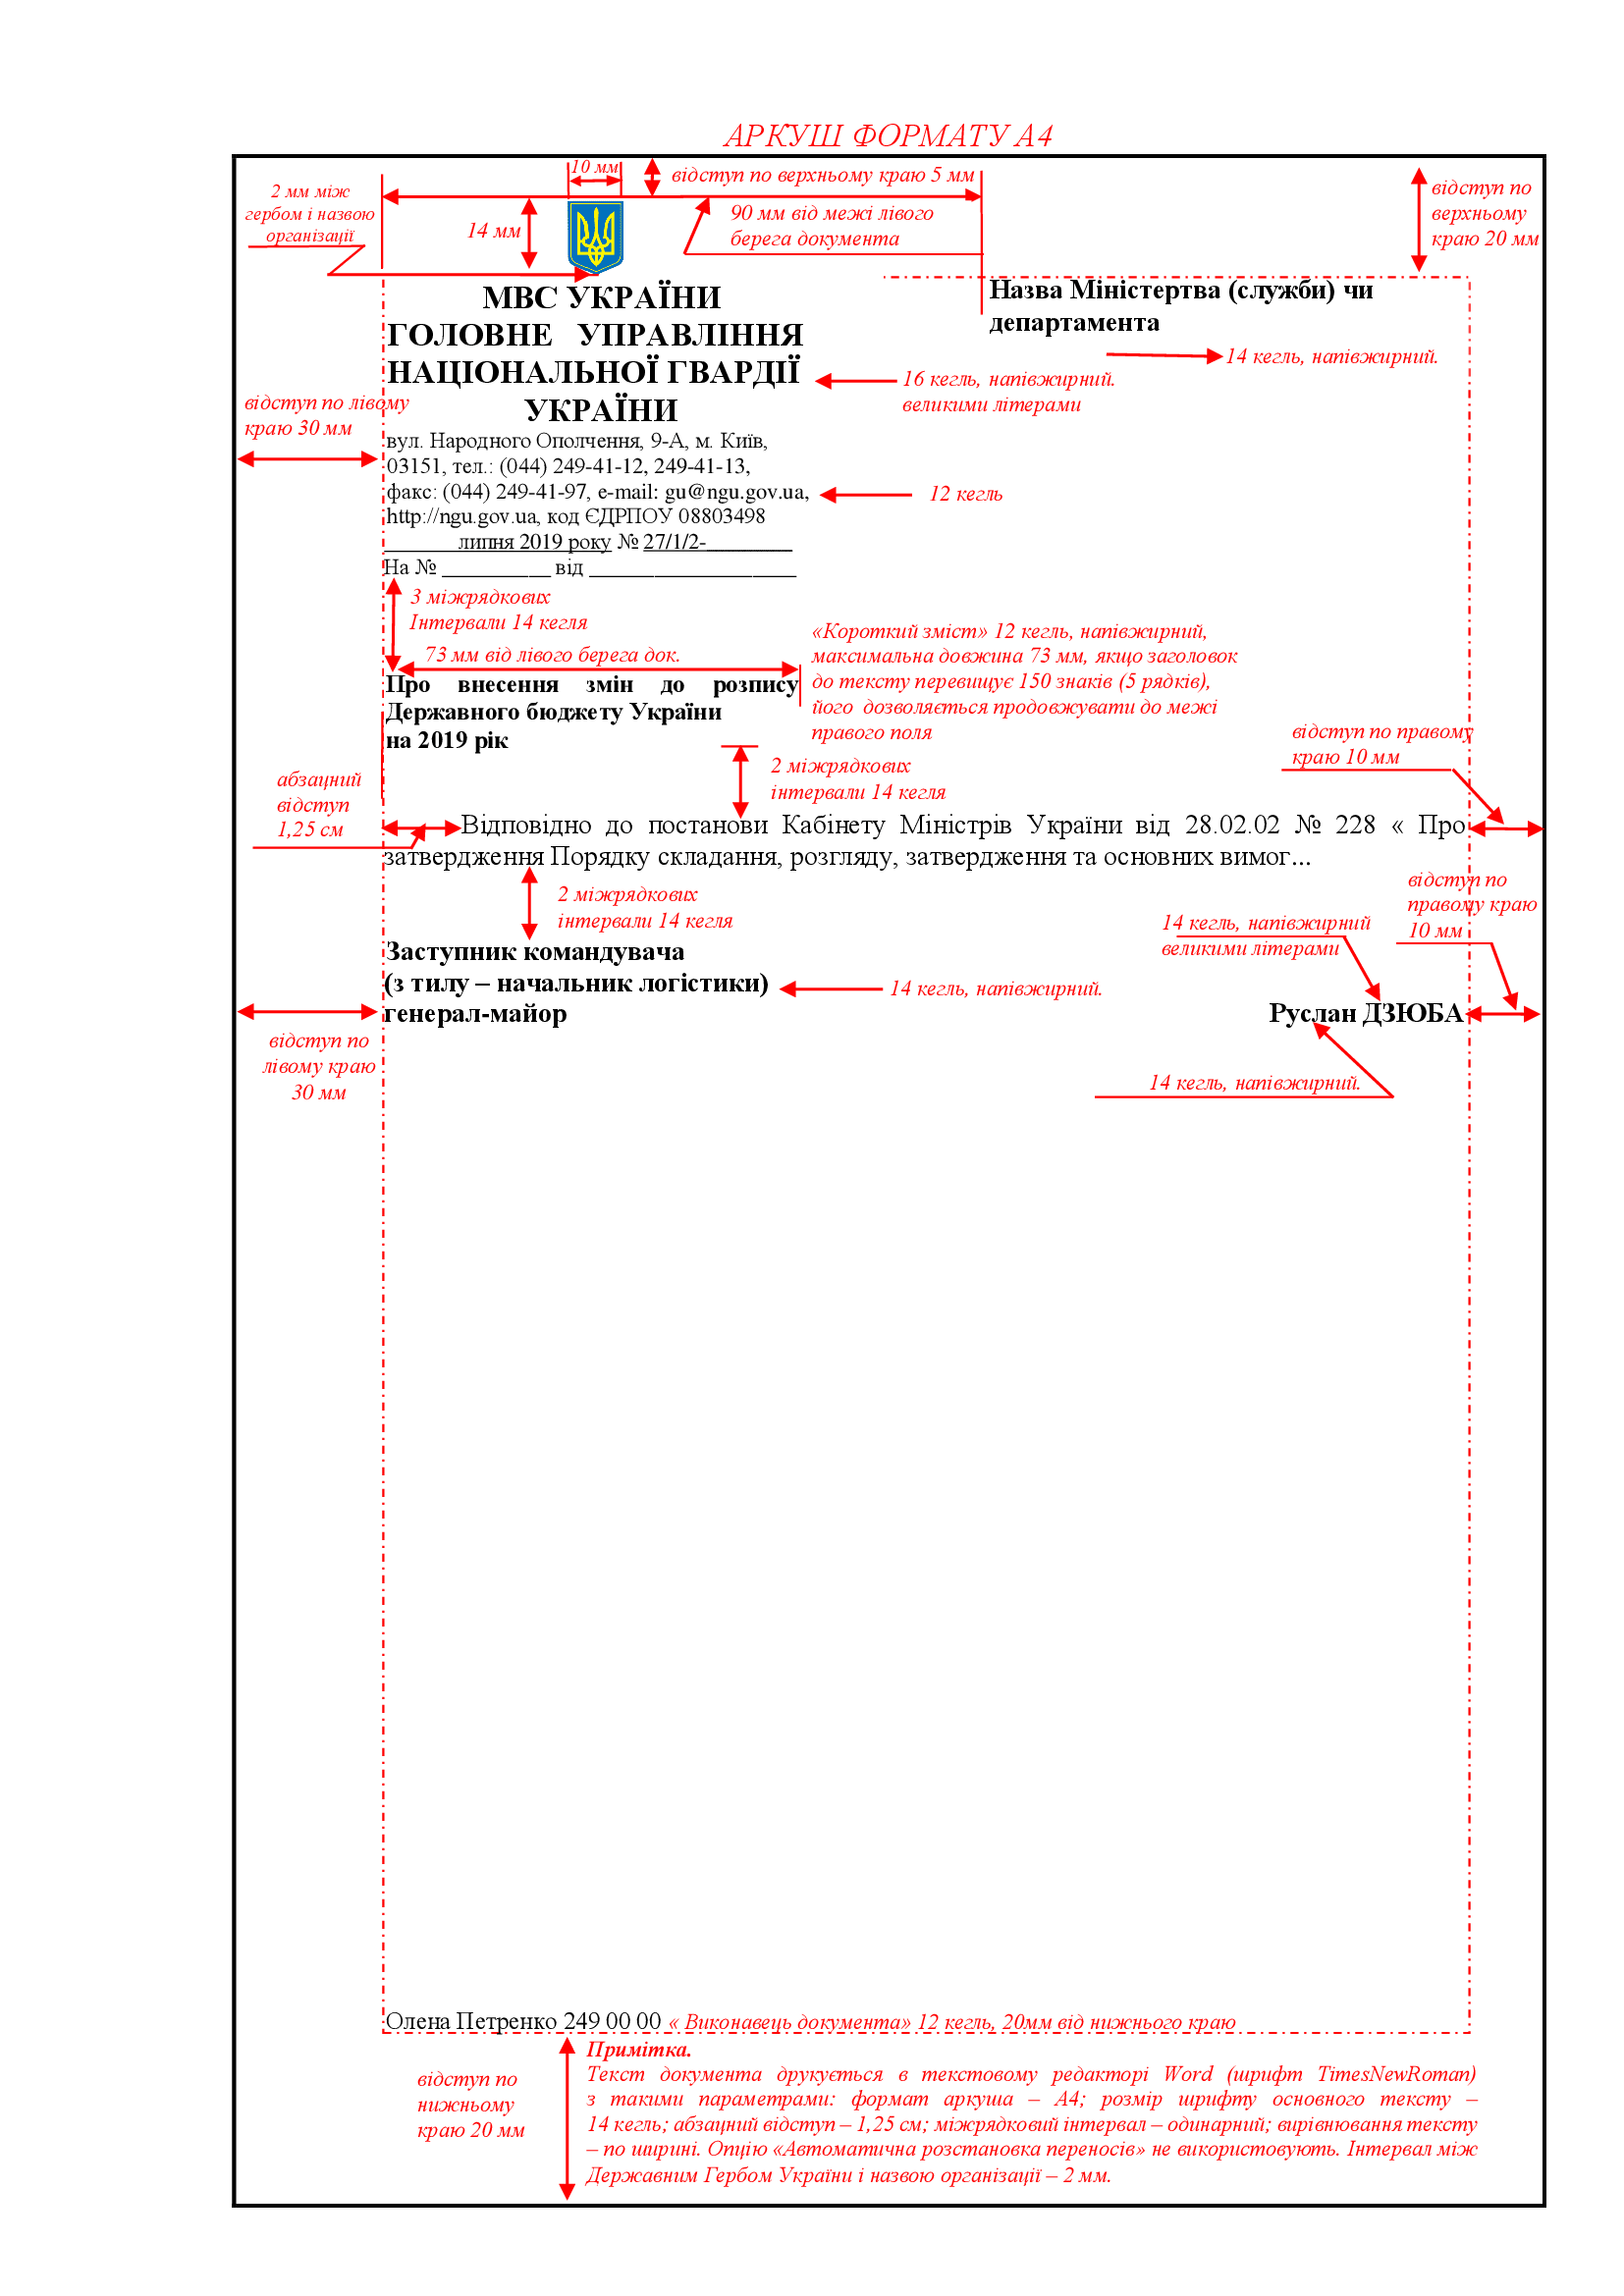 АРКУШ ФОРМАТУ А4
10 мм
відступ по верхньому краю 5 мм
2 мм між
гербом і назвою
організації
14 мм
90 мм від межі лівого
берега документа
відступ по
верхньому
краю 20 мм
МВС УКРАЇНИ
ГОЛОВНЕ УПРАВЛІННЯ
НАЦІОНАЛЬНОЇ ГВАРДІЇ
УКРАЇНИ
Назва Міністертва (служби) чи
департамента
14 кегль, напівжирний.
16 кегль, напівжирний.
великими літерами
відступ по лівому
краю 30 мм
вул. Народного Ополчення, 9-А, м. Київ,
03151, тел.: (044) 249-41-12, 249-41-13,
факс: (044) 249-41-97, e-mail: gu@ngu.gov.ua,
http://ngu.gov.ua, код ЄДРПОУ 08803498
12 кегль
_______липня 2019 року № 27/1/2-________
На № __________ від ___________________
3 міжрядкових
Інтервали 14 кегля
73 мм від лівого берега док.
«Короткий зміст» 12 кегль, напівжирний,
максимальна довжина 73 мм, якщо заголовок
до тексту перевищує 150 знаків (5 рядків),
його дозволяється продовжувати до межі
правого поля
Про внесення змін до розпису
Державного бюджету України
на 2019 рік
відступ по правому
краю 10 мм
2 міжрядкових
інтервали 14 кегля
абзацний
відступ
1,25 см
Відповідно до постанови Кабінету Міністрів України від 28.02.02 № 228 « Про
затвердження Порядку складання, розгляду, затвердження та основних вимог...
2 міжрядкових
інтервали 14 кегля
відступ по
правому краю
10 мм
14 кегль, напівжирний
великими літерами
Заступник командувача
(з тилу – начальник логістики)
генерал-майор
14 кегль, напівжирний.
Руслан ДЗЮБА
відступ по
лівому краю
30 мм
14 кегль, напівжирний.
Олена Петренко 249 00 00 « Виконавець документа» 12 кегль, 20мм від нижнього краю
відступ по
нижньому
краю 20 мм
Примітка.
Текст документа друкується в текстовому редакторі Word (шрифт TimesNewRoman)
з такими параметрами: формат аркуша – А4; розмір шрифту основного тексту –
14 кегль; абзацний відступ – 1,25 см; міжрядковий інтервал – одинарний; вирівнювання тексту
– по ширині. Опцію «Автоматична розстановка переносів» не використовують. Інтервал між
Державним Гербом України і назвою організації – 2 мм.